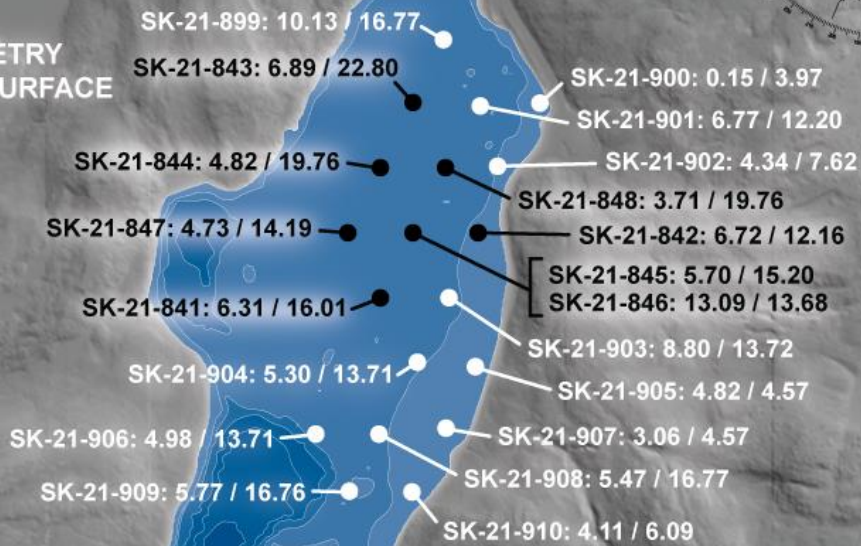 SK-21-899: 10.13 / 16.77
ETRY
URFACE
SK-21-843: 6.89 / 22.80
SK-21-900: 0.15 / 3.97
SK-21-901: 6.77 / 12.20
SK-21-844: 4.82 / 19.76
SK-21-902: 4.34 / 7.62
SK-21-848: 3.71 / 19.76
SK-21-847: 4.73 / 14.19
SK-21-842: 6.72 / 12.16
SK-21-845: 5.70 / 15.20
SK-21-846: 13.09 / 13.68
SK-21-841: 6.31 / 16.01
SK-21-903: 8.80 / 13.72
SK-21-904: 5.30 / 13.71
SK-21-905: 4.82 / 4.57
SK-21-906: 4.98 / 13.71
SK-21-907: 3.06 / 4.57
SK-21-908: 5.47 / 16.77
SK-21-909: 5.77 / 16.76
SK-21-910: 4.11 / 6.09